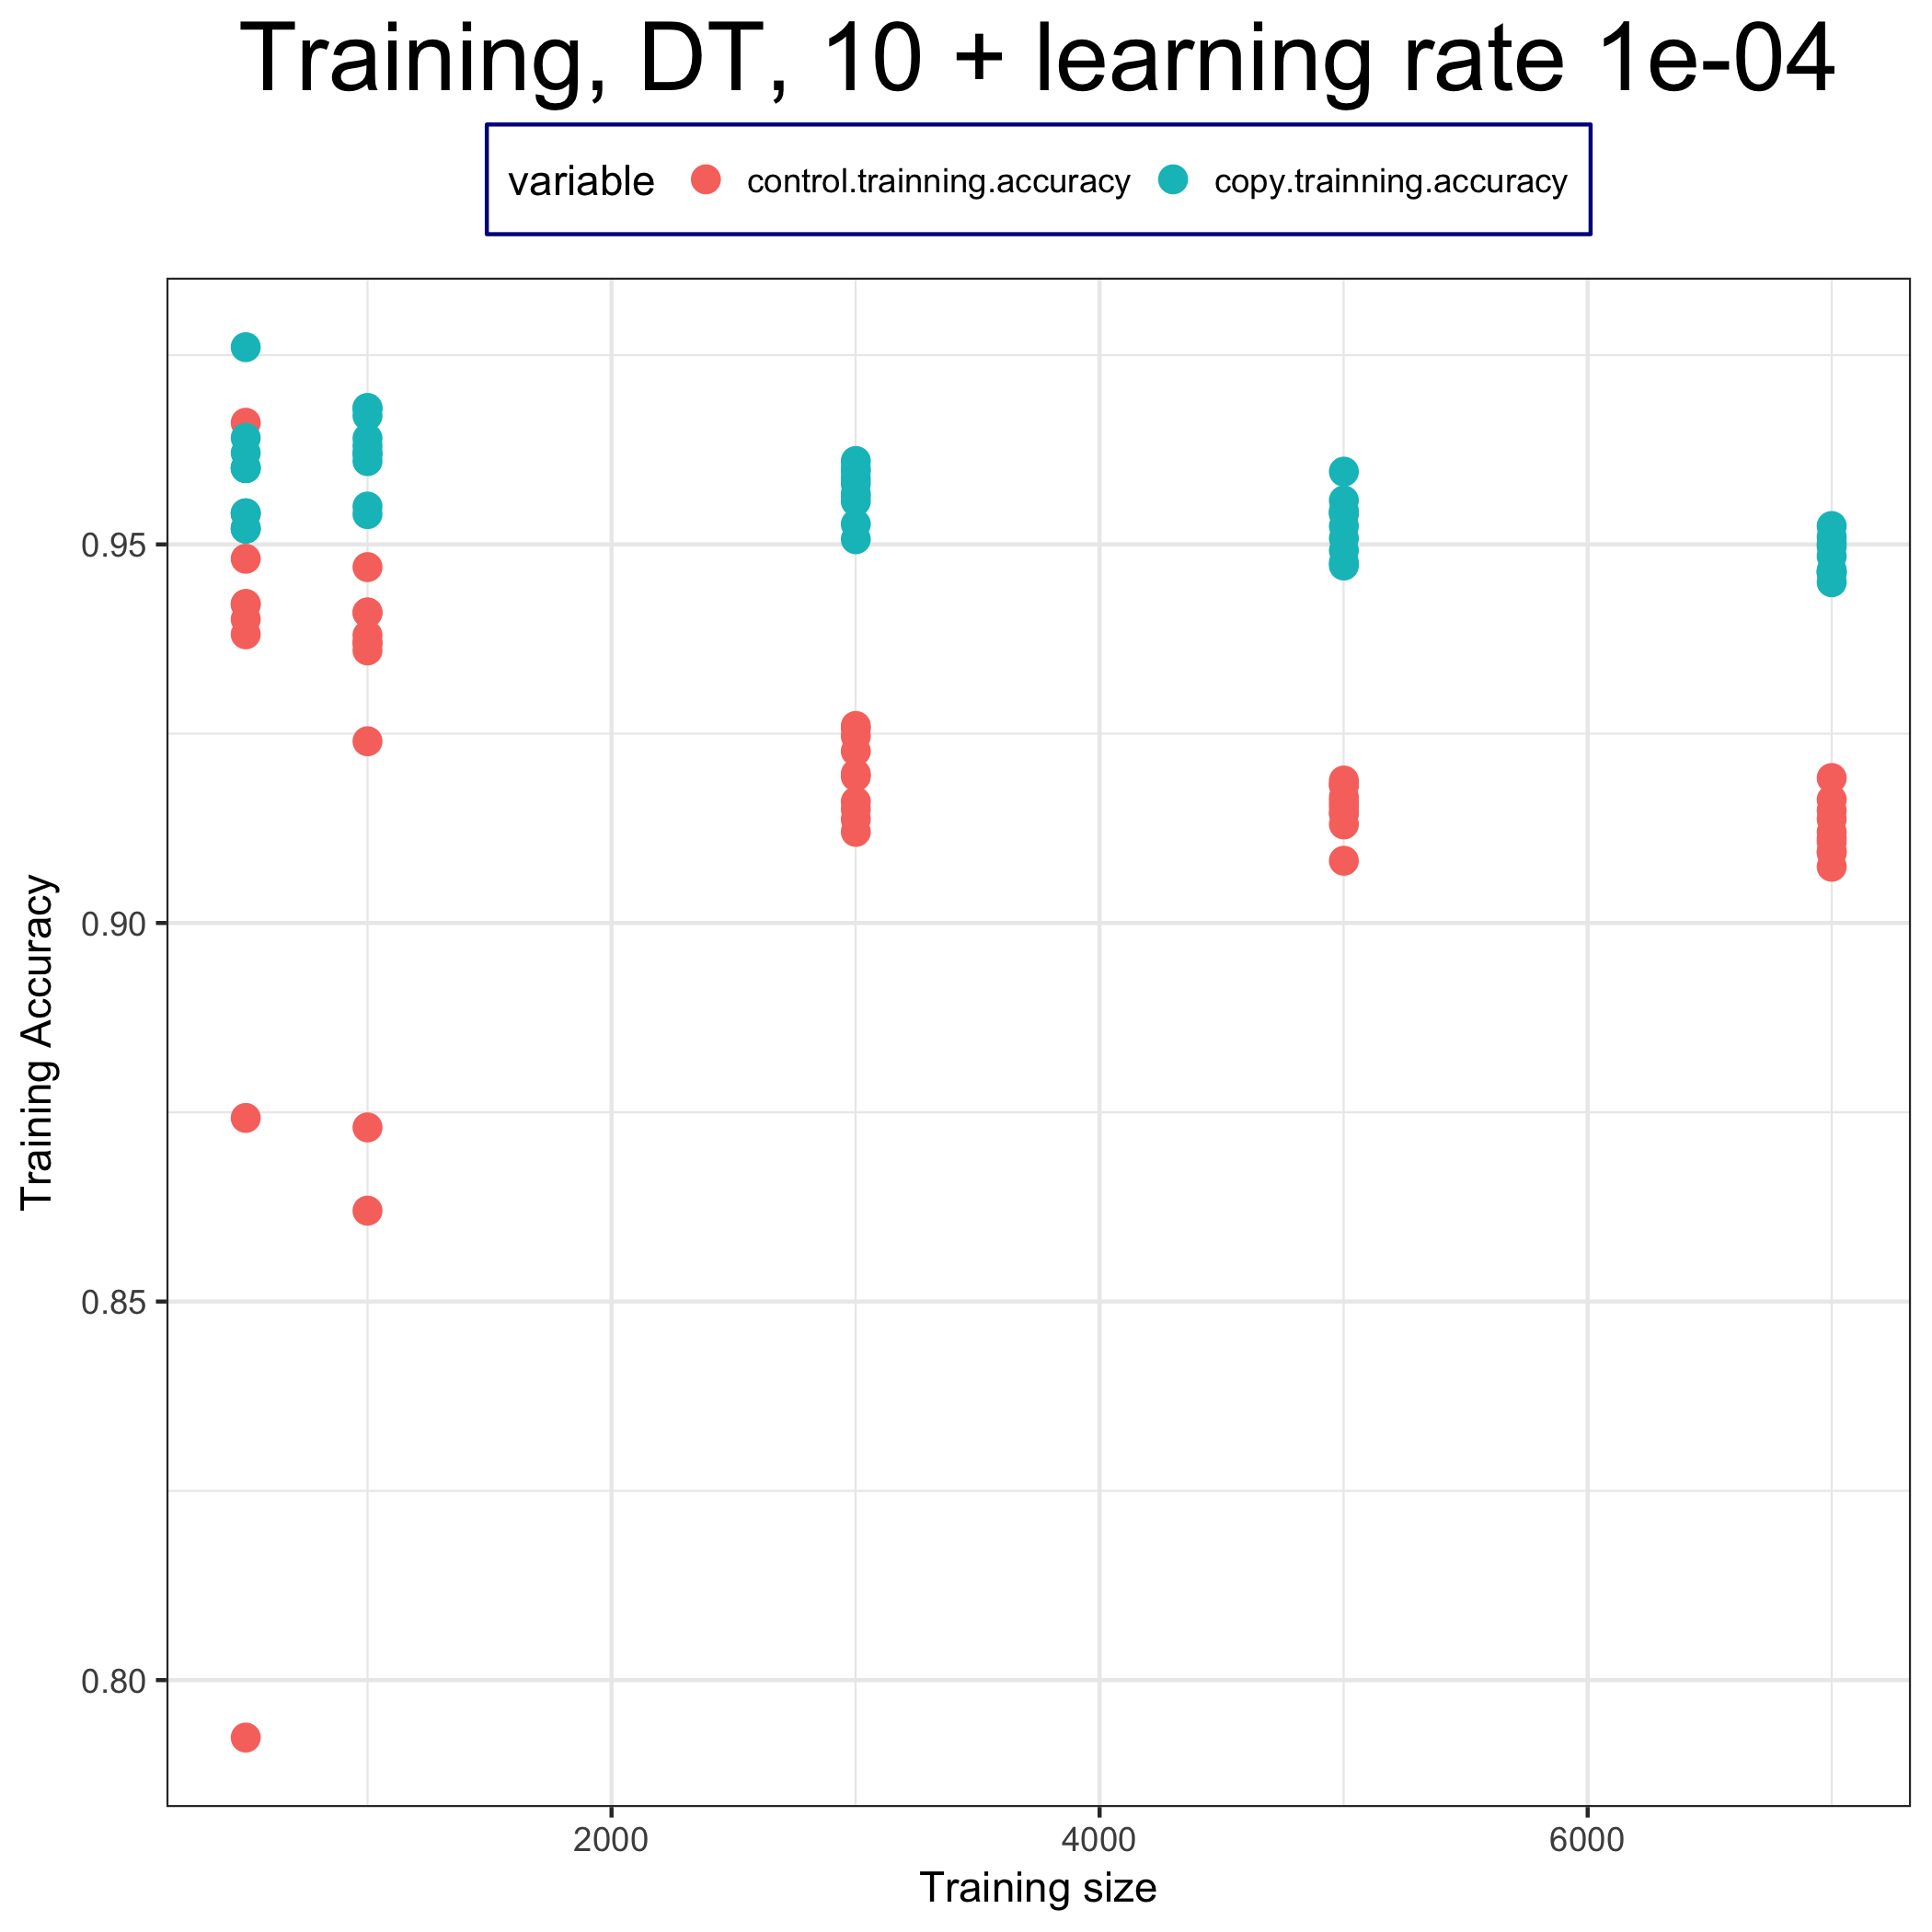 Training, DT, 10 + learning rate 1e-04
variable control.trainning.accuracy copy.trainning.accuracy
Training Accuracy
0.95
0.90
0.85
0.80
2000 4000 6000
Training size